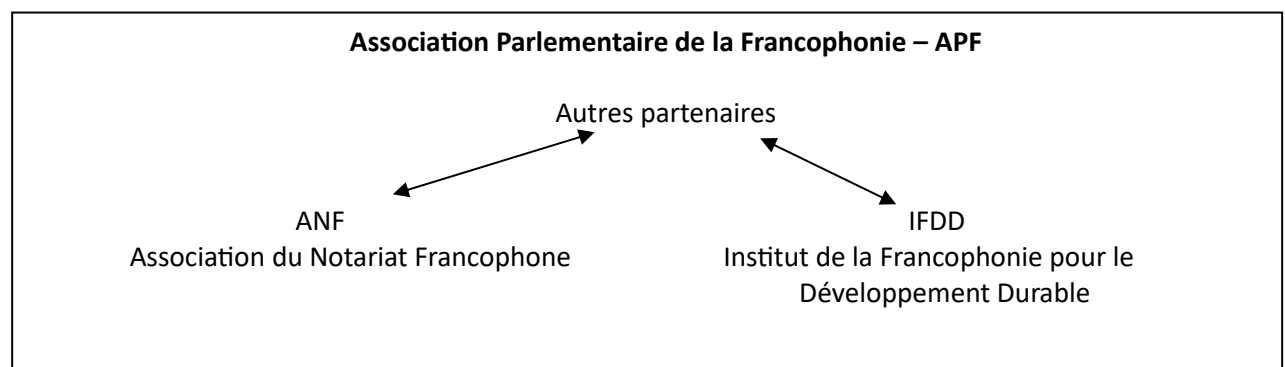 Association Parlementaire de la Francophonie – APF
Autres partenaires
ANF
Association du Notariat Francophone
IFDD
Institut de la Francophonie pour le
Développement Durable